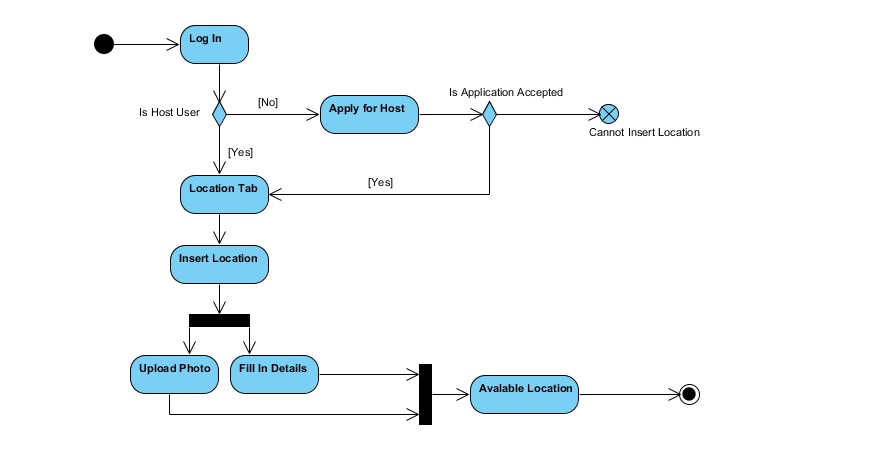 Log In
Is Host User
[No]
Apply for Host
Is Application Accepted
Cannot Insert Location
[Yes]
Location Tab
[Yes]
Insert Location
Upload Photo
Fill In Details
Avalable Location